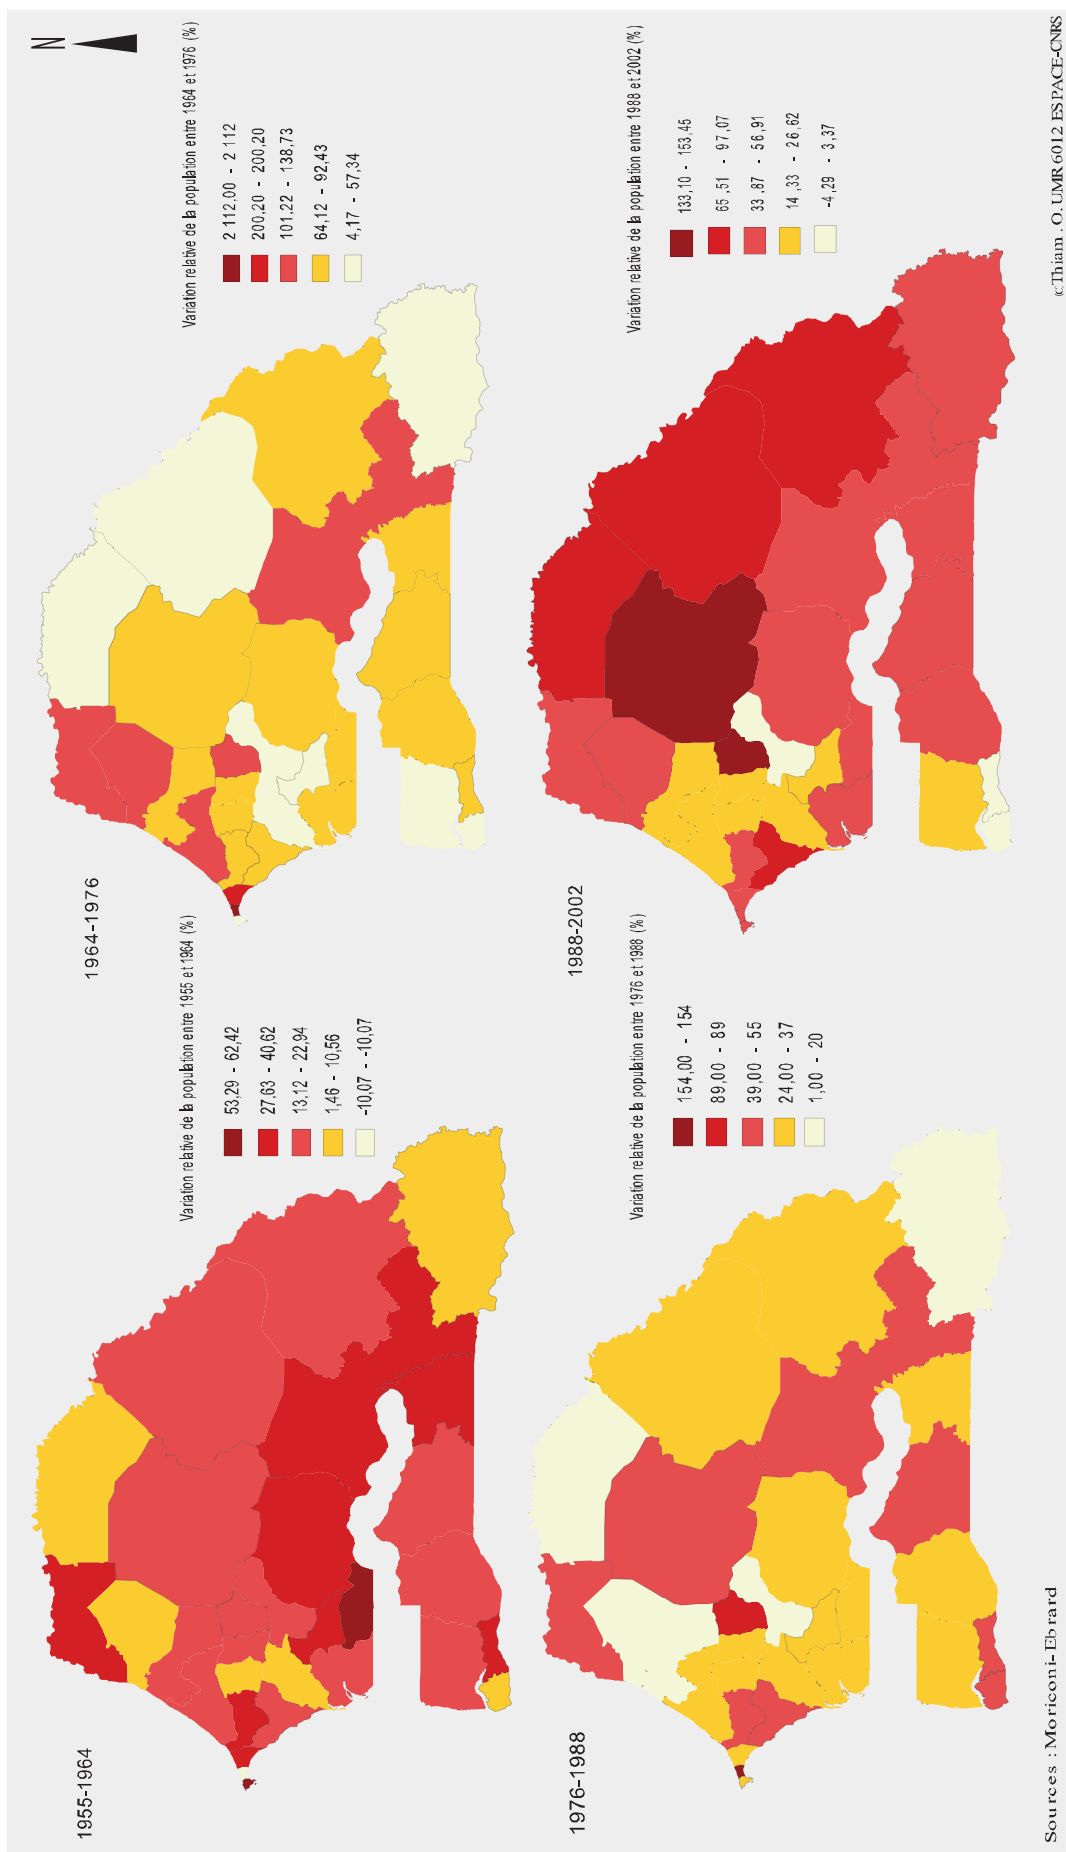 N
1955-1964
Variation relative de la population entre 1955 et 1964 (%)
53,29 - 62,42
27,63 - 40,62
13,12 - 22,94
1,46 - 10,56
-10,07 - -10,07
1964-1976
Variation relative de la population entre 1964 et 1976 (%)
2 112,00 - 2 112
200,20 - 200,20
101,22 - 138,73
64,12 - 92,43
4,17 - 57,34
1976-1988
Variation relative de la population entre 1976 et 1988 (%)
154,00 - 154
89,00 - 89
39,00 - 55
24,00 - 37
1,00 - 20
1988-2002
Variation relative de la population entre 1988 et 2002 (%)
133,10 - 153,45
65,51 - 97,07
33,87 - 56,91
14,33 - 26,62
-4,29 - 3,37
Sources : Moriconi-Ebrard
©Thiam . O, UMR 6012 ESPACE-CNRS